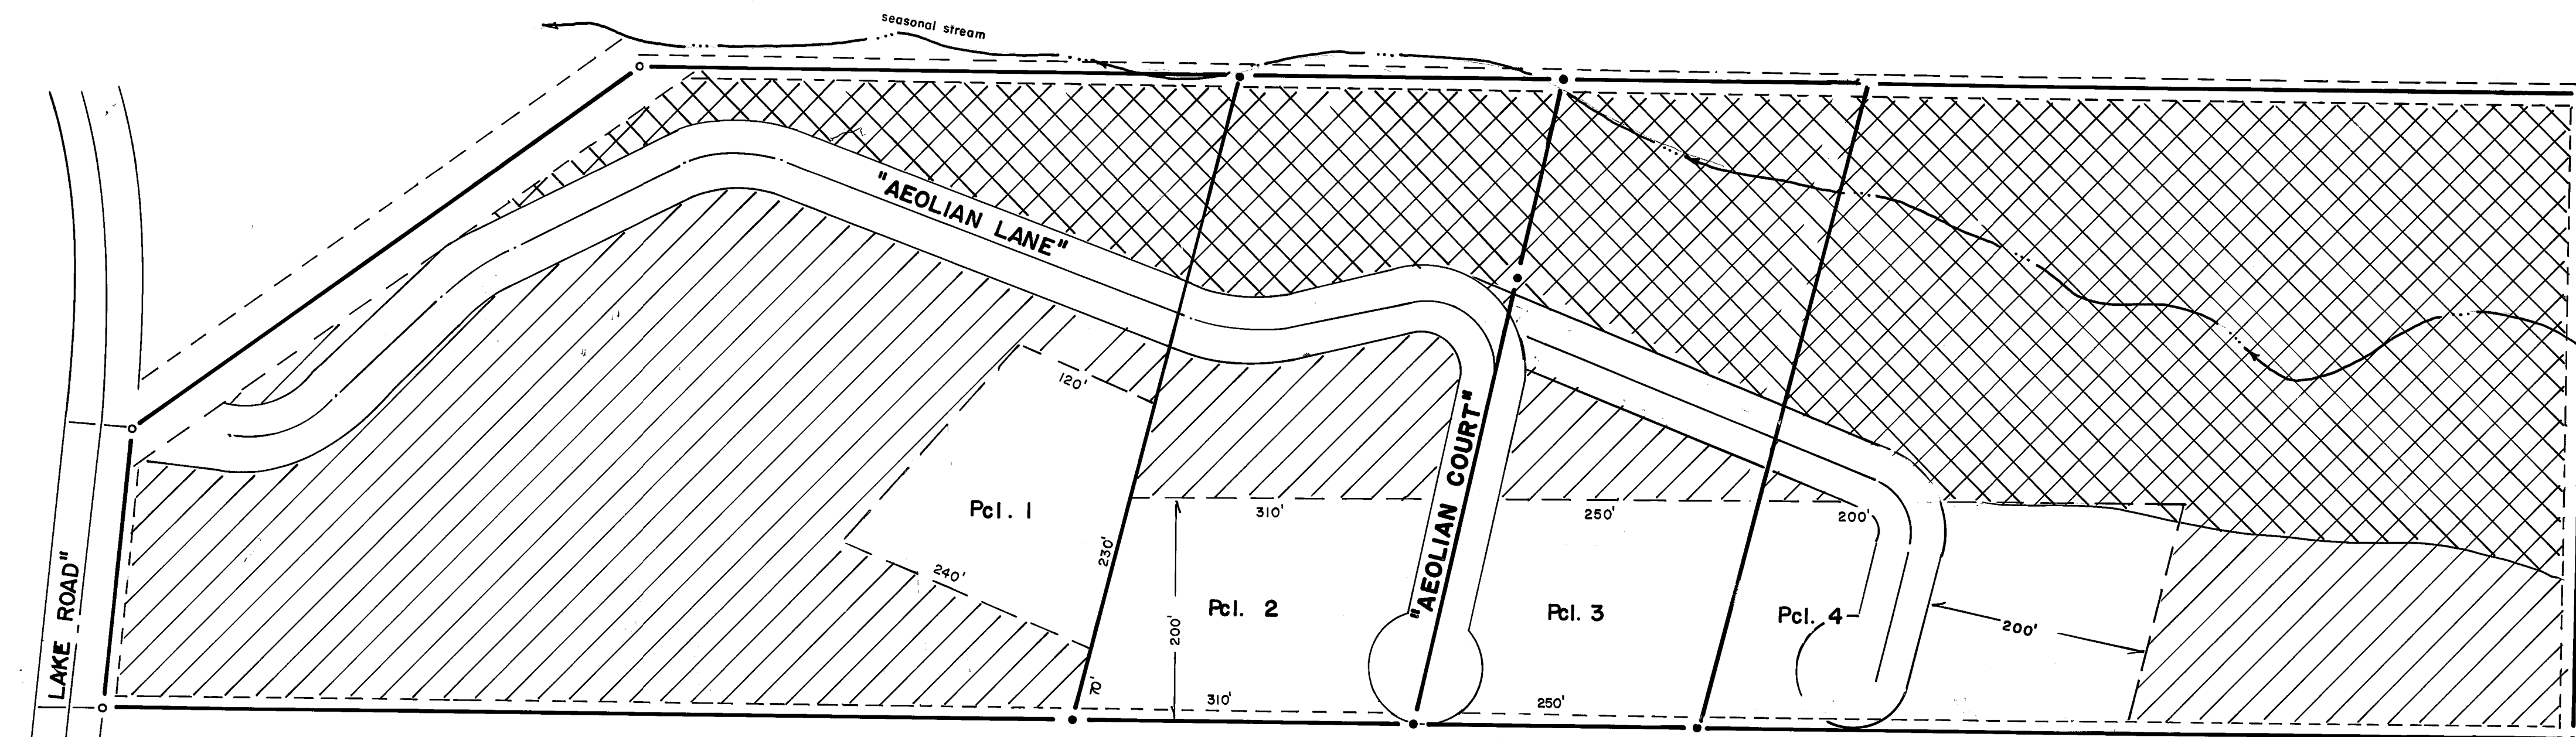 seasonal stream
"AEOLIAN LANE"
120'
Pcl. 1
310'
250'
200'
230'
240'
"AEOLIAN COURT"
Pcl. 2
Pcl. 3
Pcl. 4
200'
200'
LAKE ROAD"
70'
310'
250'